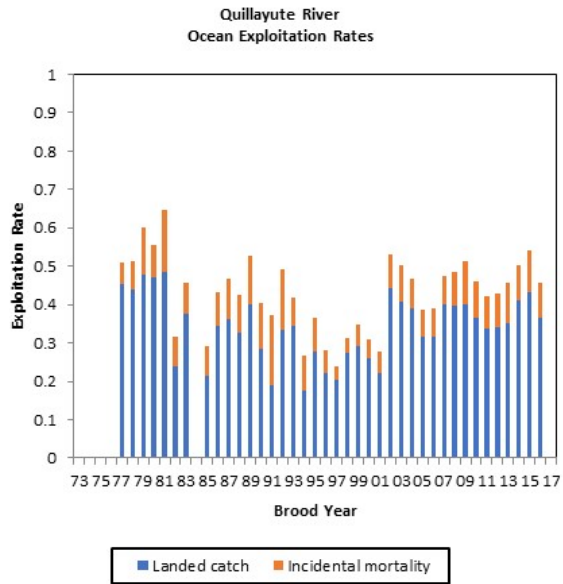 Quillayute River
Ocean Exploitation Rates
1
0.9
0.8
0.7
0.6
0.5
0.4
0.3
0.2
0.1
0
Exploitation Rate
73 75 77 79 81 83 85 87 89 91 93 95 97 99 01 03 05 07 09 11 13 15 17
Brood Year
Landed catch Incidental mortality